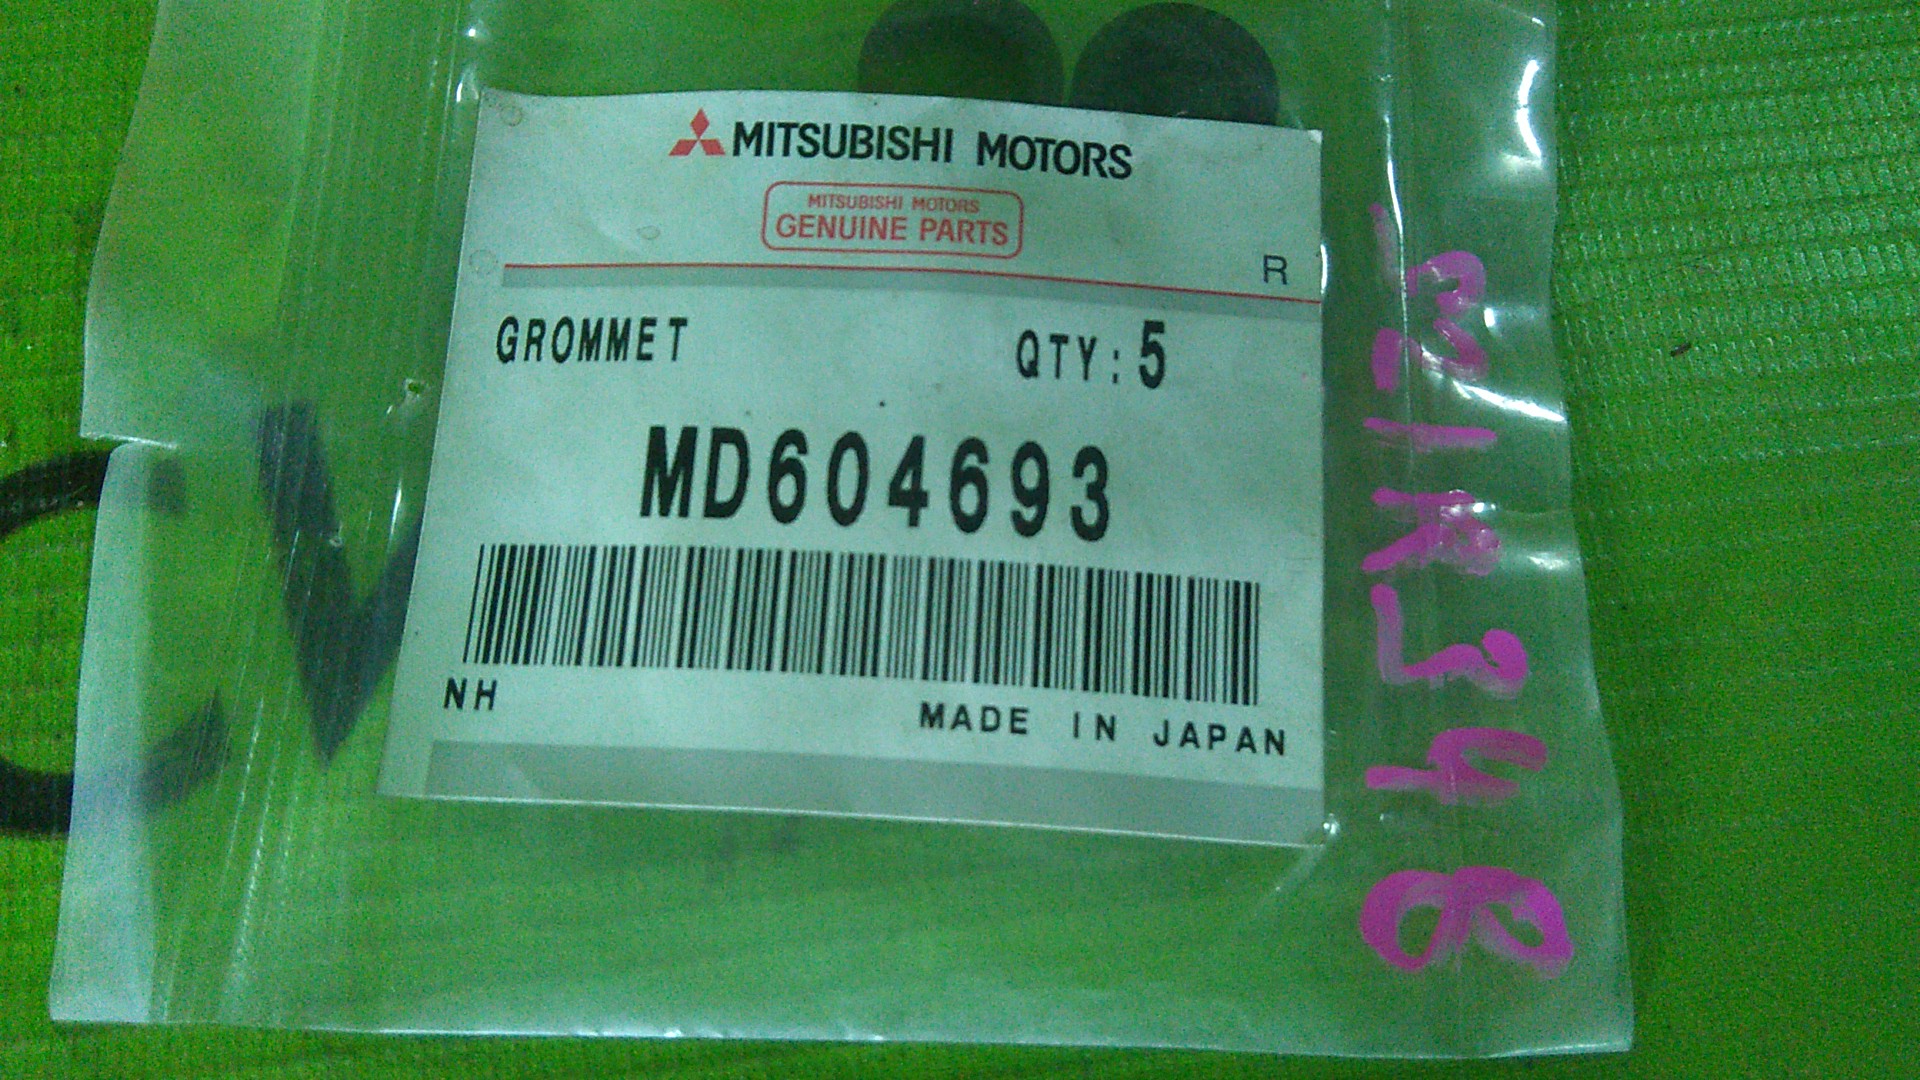 MITSUBISHI MOTORS
MITSUBISHI MOTORS
GENUINE PARTS
R
GROMMET QTY:5
MD604693
NH
MADE IN JAPAN